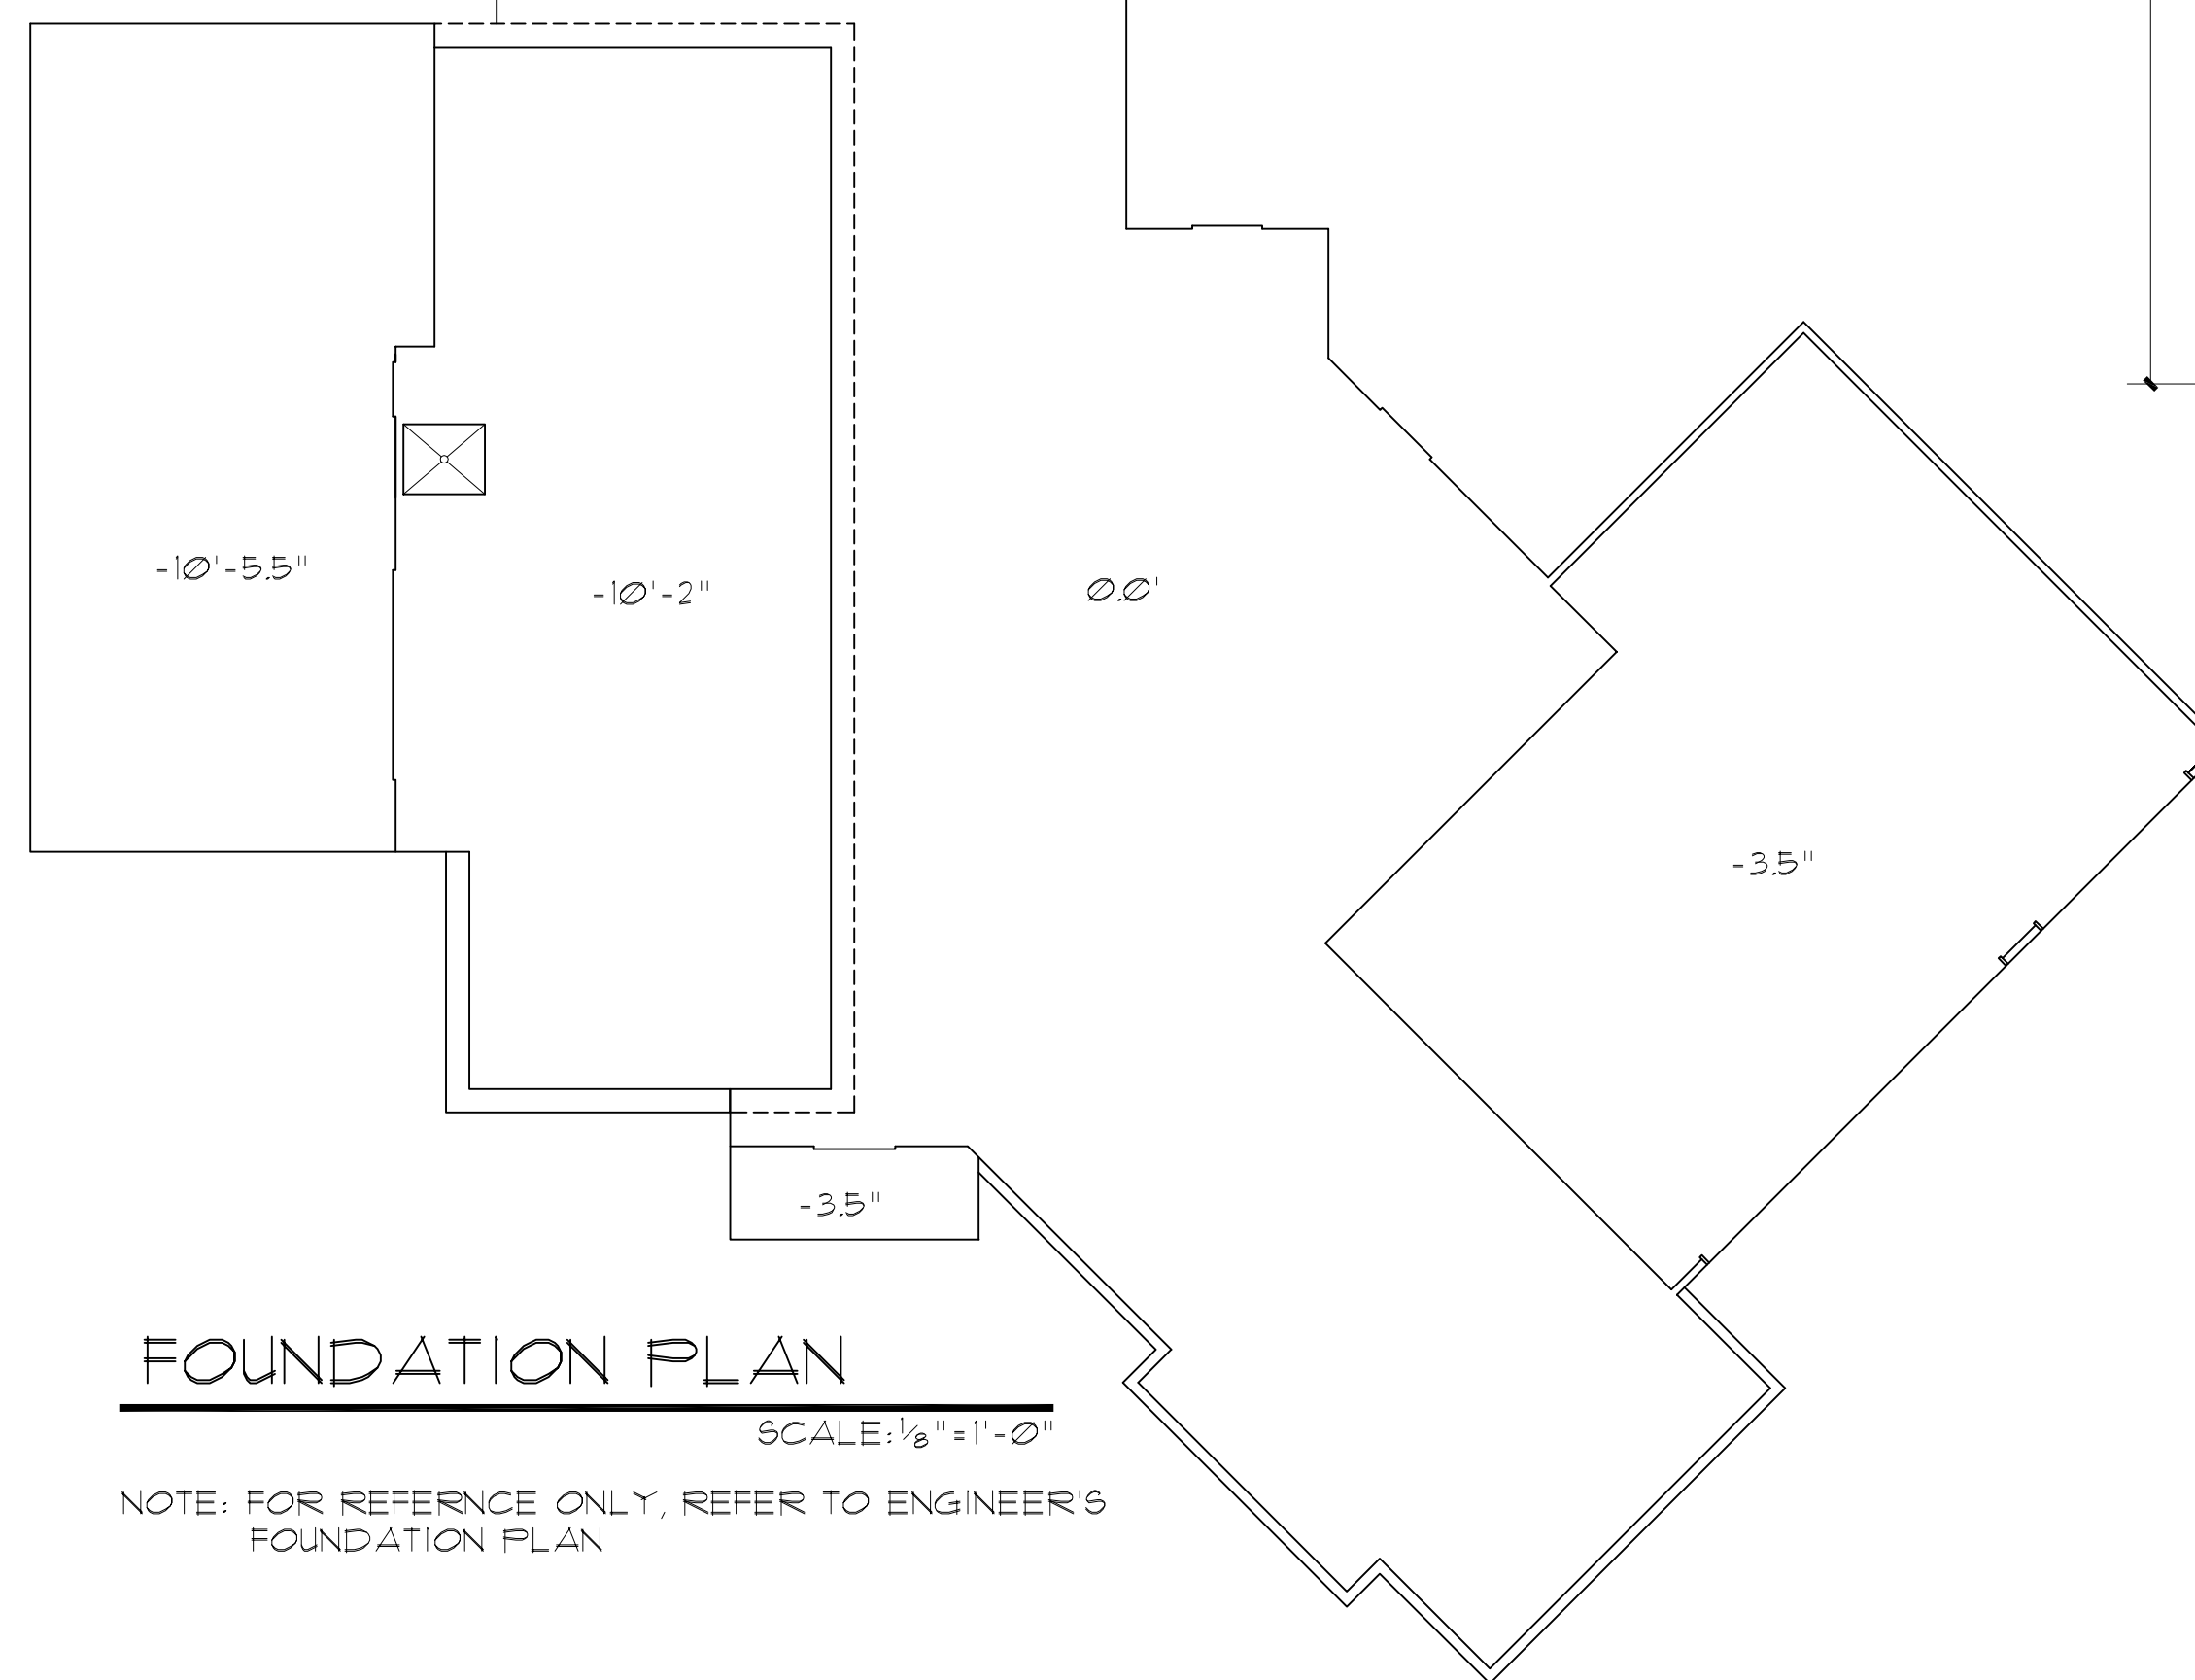 -10'-5.5"
-10'-2"
0.0'
-3.5"
-3.5"
FOUNDATION PLAN
SCALE: 1/8"=1'-0"
NOTE: FOR REFERNCE ONLY, REFER TO ENGINEER'S
FOUNDATION PLAN